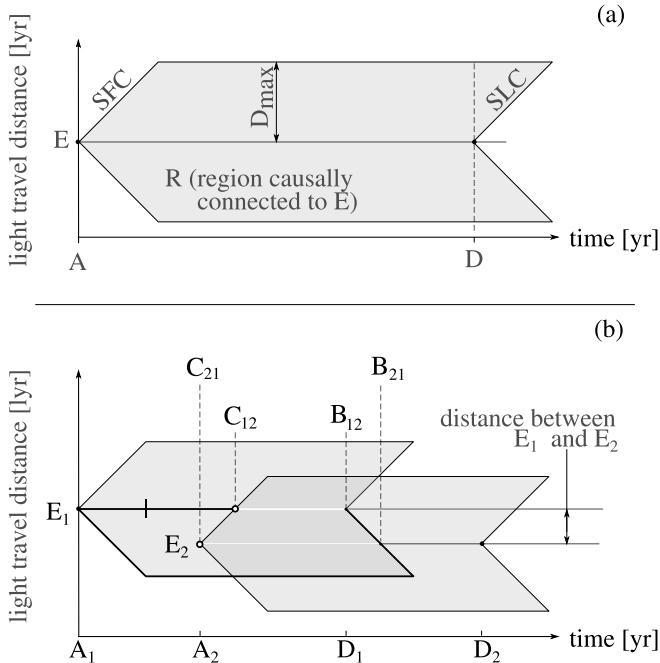 (a)
light travel distance [lyr]
SFC
Dmax
SLC
E
R (region causally
connected to E)
time [yr]
A
D
(b)
light travel distance [lyr]
C21
B21
C12
B12
distance between
E1 and E2
E1
E2
time [yr]
A1
A2
D1
D2